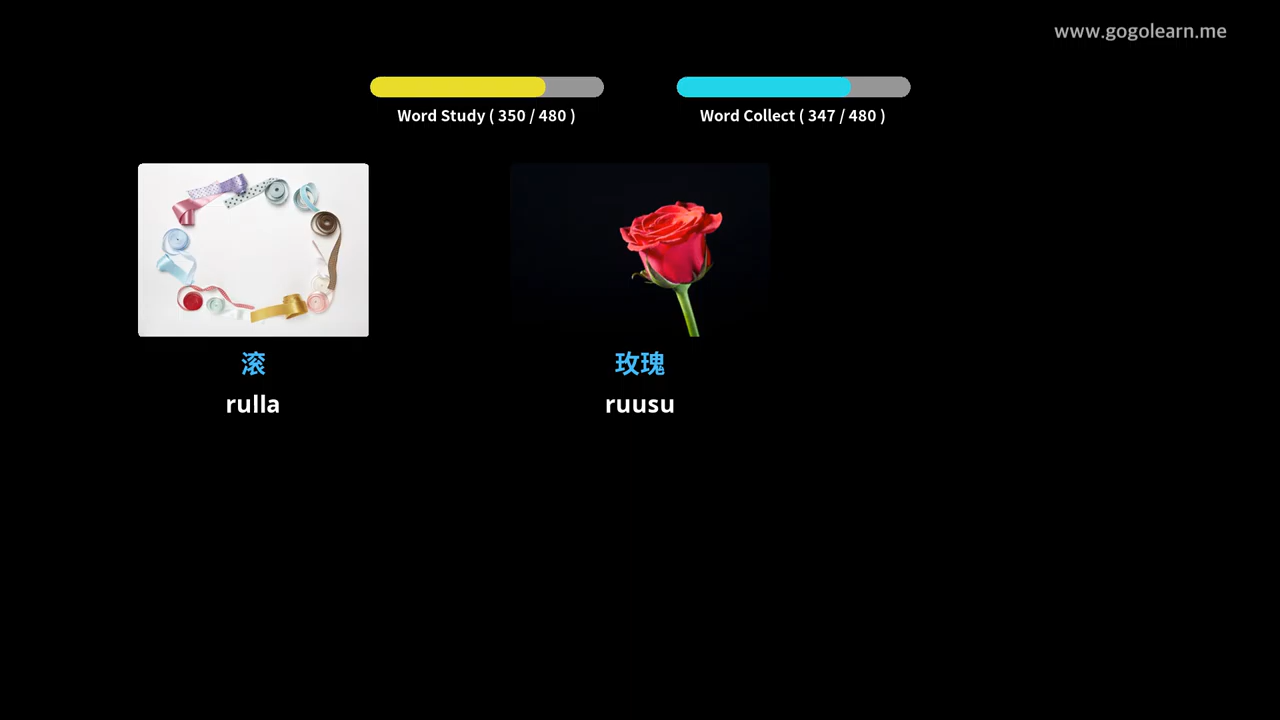 www.gogolearn.me
Word Study ( 350 / 480 )
Word Collect ( 347 / 480 )
滚
玫瑰
rulla
ruusu